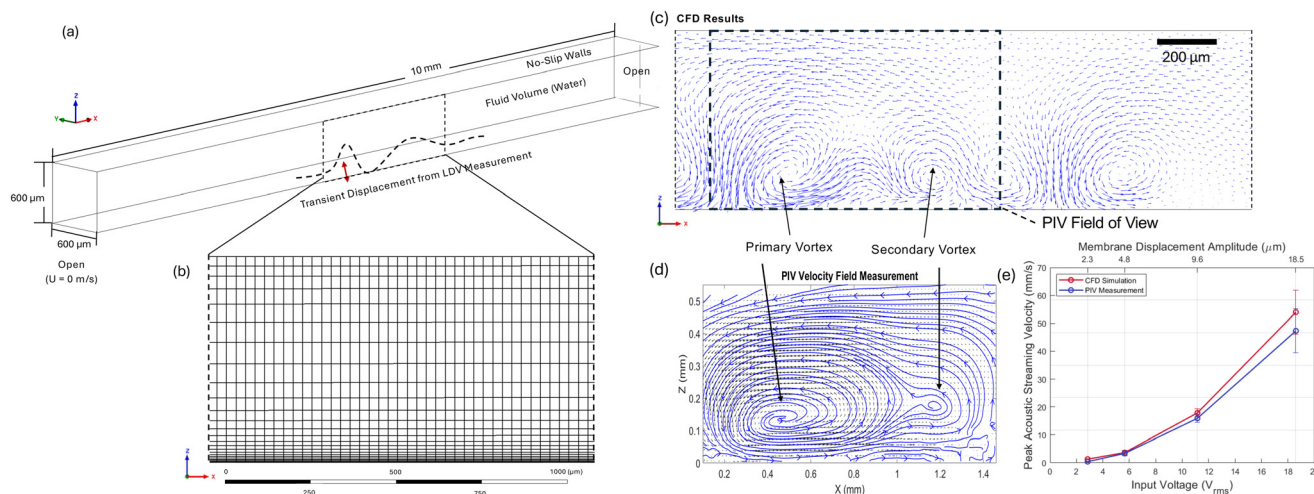 (a)
10 mm
No-Slip Walls
Open
Fluid Volume (Water)
Z
Y
X
Transient Displacement from LDV Measurement
600 µm
600 µm
Open
(U = 0 m/s)
(b)
Z
X
0
500
1000 (µm)
250
750
(c)
CFD Results
200 µm
Z
X
PIV Field of View
Primary Vortex
Secondary Vortex
(d)
PIV Velocity Field Measurement
Z (mm)
0.5
0.4
0.3
0.2
0.1
0
0.2
0.4
0.6
0.8
1
1.2
1.4
X (mm)
(e)
Membrane Displacement Amplitude (µm)
2.3
4.8
9.6
18.5
CFD Simulation
PIV Measurement
Peak Acoustic Streaming Velocity (mm/s)
70
60
50
40
30
20
10
0
0
2
4
6
8
10
12
14
16
18
20
Input Voltage (Vrms)